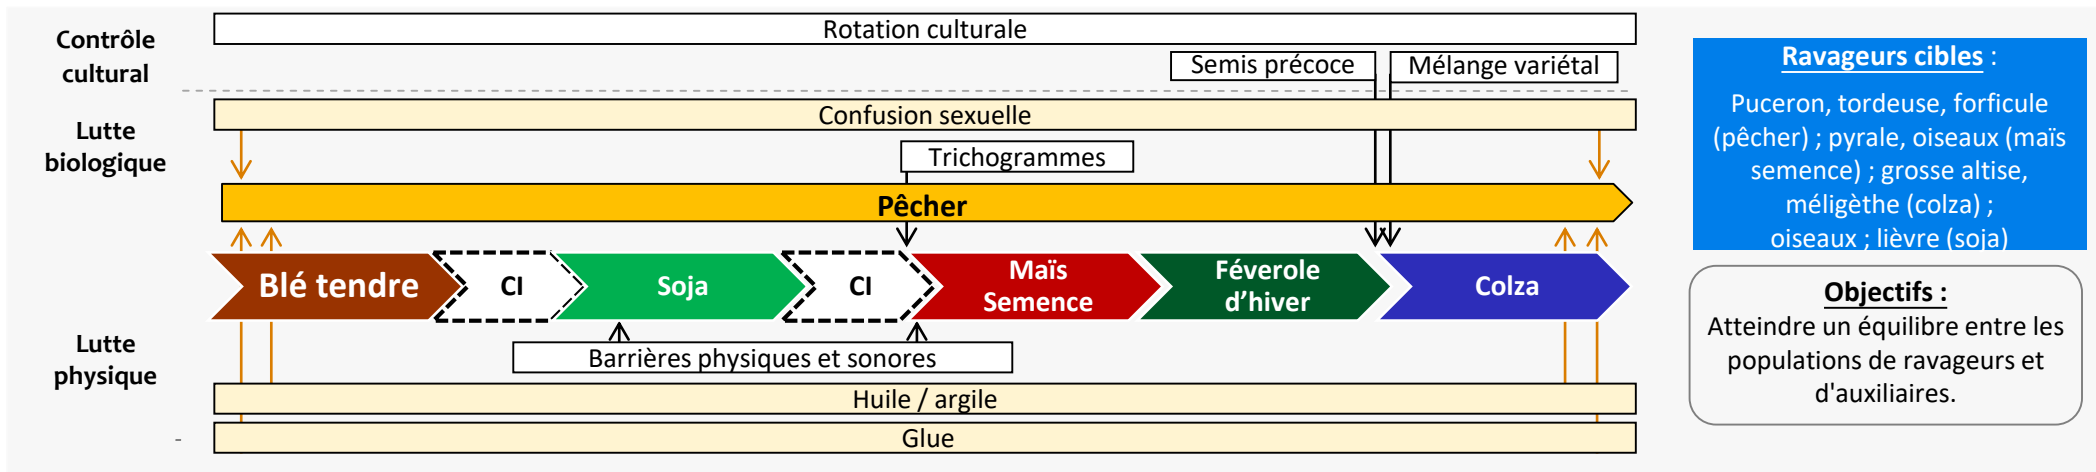 Contrôle
cultural
Rotation culturale
Semis précoce
Mélange variétal
Lutte
biologique
Confusion sexuelle
Trichogrammes
Pêcher
Blé tendre
CI
Soja
CI
Maïs
Semence
Féverole
d'hiver
Colza
Lutte
physique
Barrières physiques et sonores
Huile / argile
Glue
-
Ravageurs cibles :
Puceron, tordeuse, forficule
(pêcher) ; pyrale, oiseaux (maïs
semence) ; grosse altise,
méligèthe (colza) ;
oiseaux ; lièvre (soja)
Objectifs :
Atteindre un équilibre entre les
populations de ravageurs et
d'auxiliaires.